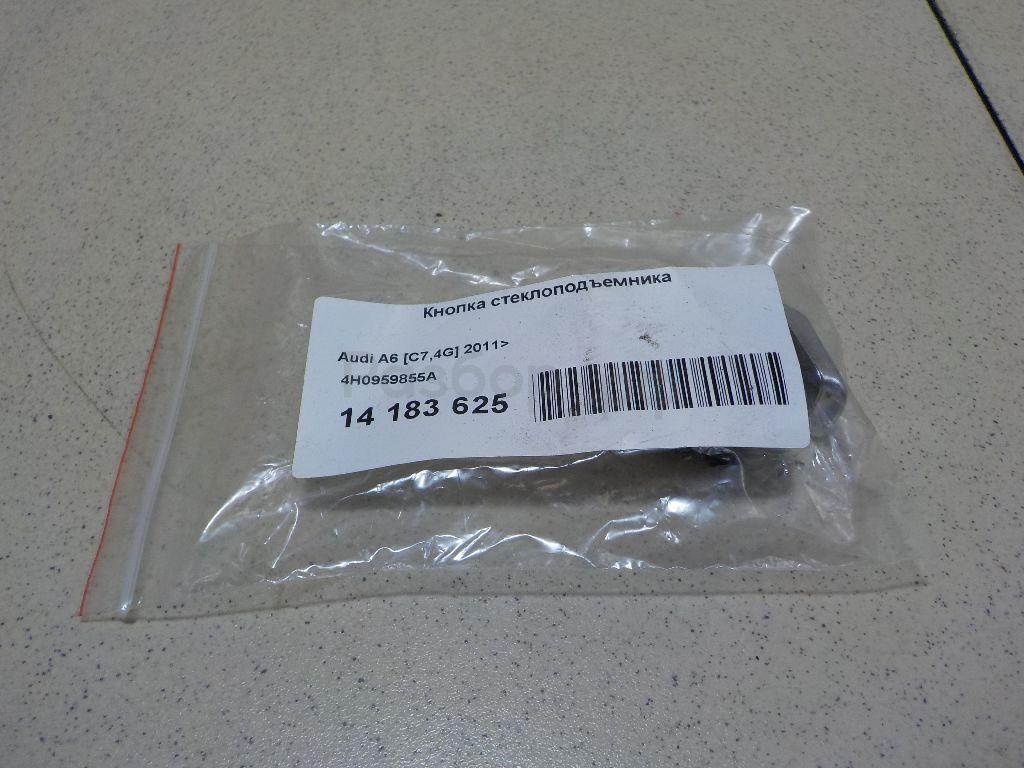 Кнопка стеклоподъемника
Audi A6 [C7,4G] 2011>
4H0959855A
14 183 625